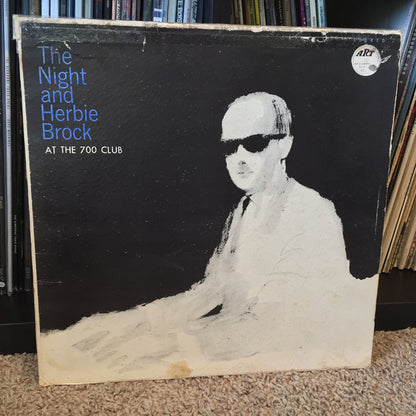 The
Night
and
Herbie
Brock
AT THE 700 CLUB
ART